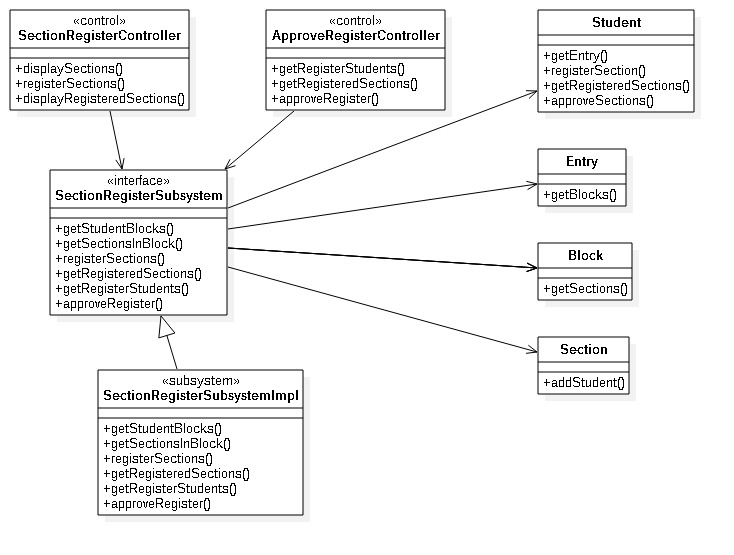 «control»
SectionRegisterController
+displaySections()
+registerSections()
+displayRegisteredSections()
«control»
ApproveRegisterController
+getRegisterStudents()
+getRegisteredSections()
+approveRegister()
Student
+getEntry()
+registerSection()
+getRegisteredSections()
+approveSections()
«interface»
SectionRegisterSubsystem
+getStudentBlocks()
+getSectionsInBlock()
+registerSections()
+getRegisteredSections()
+getRegisterStudents()
+approveRegister()
Entry
+getBlocks()
Block
+getSections()
Section
+addStudent()
«subsystem»
SectionRegisterSubsystemImpl
+getStudentBlocks()
+getSectionsInBlock()
+registerSections()
+getRegisteredSections()
+getRegisterStudents()
+approveRegister()